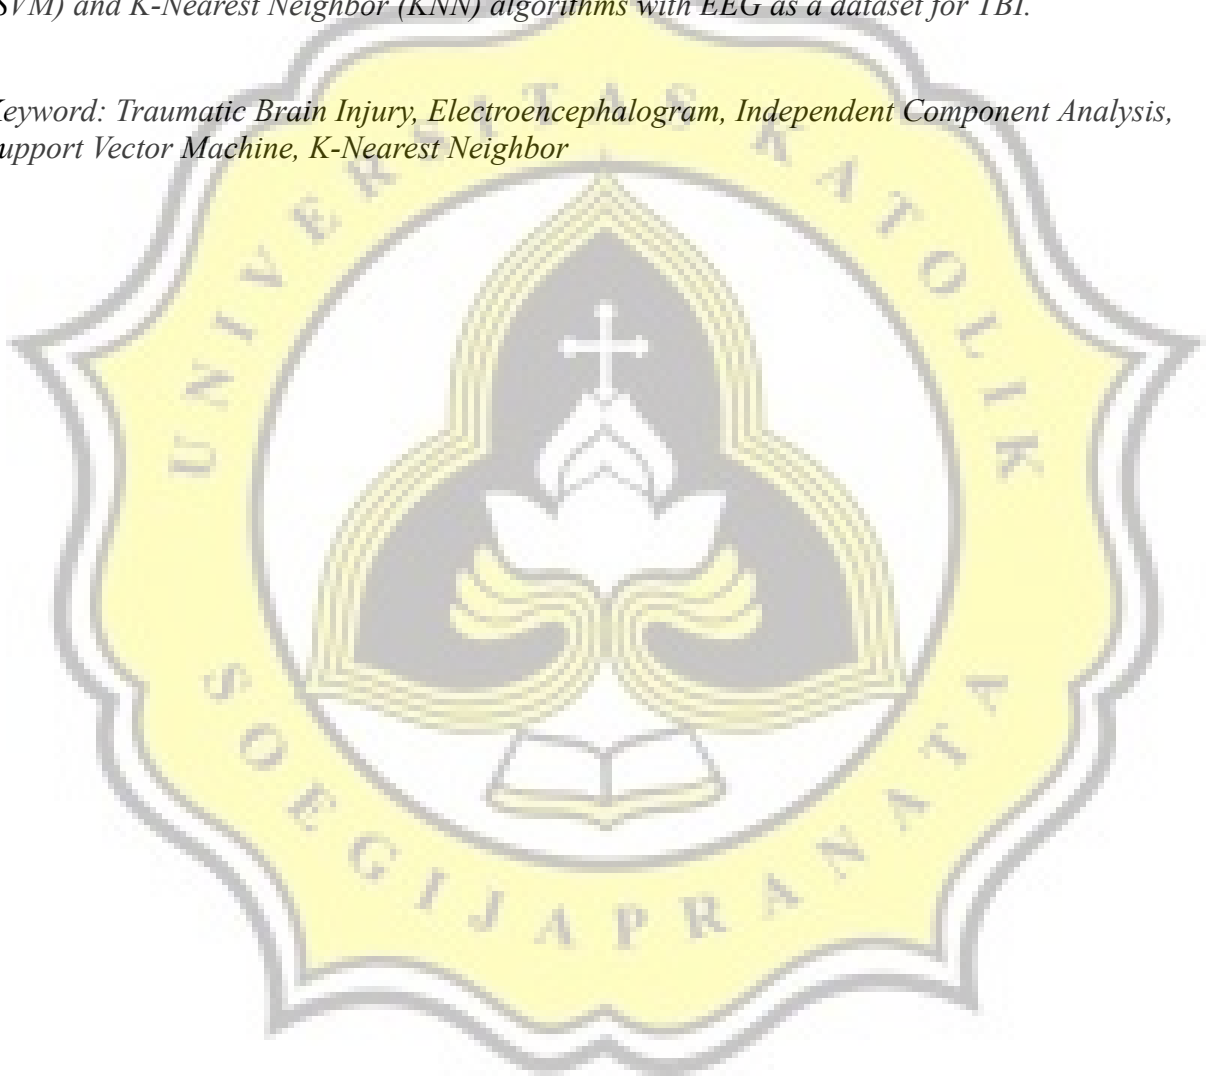 SVM) and K-Nearest Neighbor (KNN) algorithms with EEG as a dataset for TBI.
Keyword: Traumatic Brain Injury, Electroencephalogram, Independent Component Analysis,
upport Vector Machine, K-Nearest Neighbor
UNIVERSITAS KATOLIK
SOEGIJAPRANATA